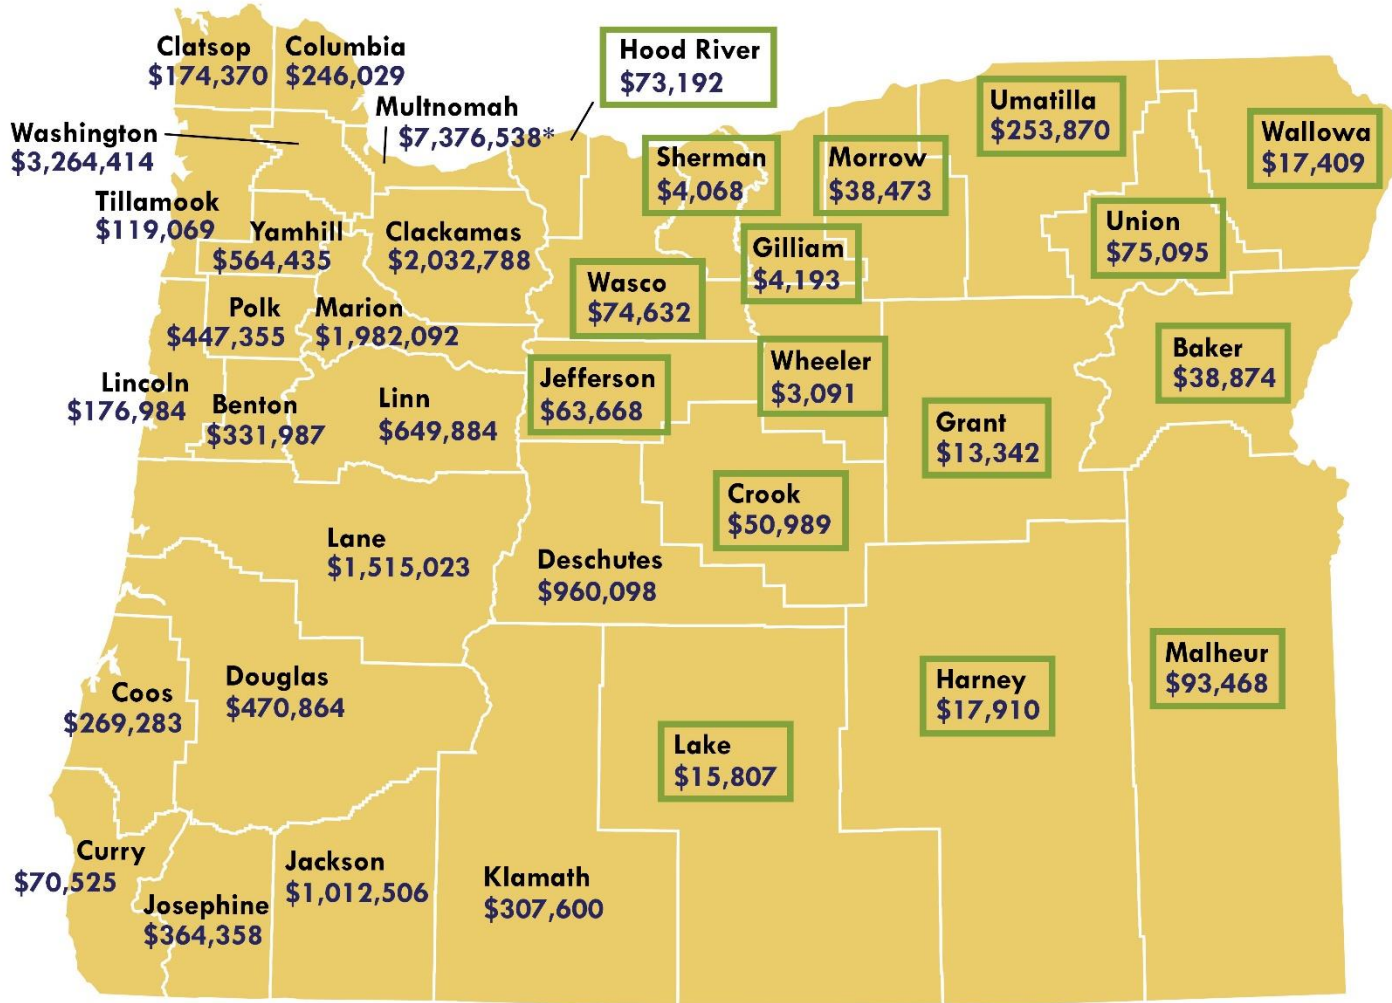 Clatsop
$174,370
Columbia
$246,029
Hood River
$73,192
Multnomah
$7,376,538*
Washington
$3,264,414
Umatilla
$253,870
Wallowa
$17,409
Sherman
$4,068
Morrow
$38,473
Tillamook
$119,069
Yamhill
$564,435
Clackamas
$2,032,788
Gilliam
$4,193
Union
$75,095
Wasco
$74,632
Polk
$447,355
Marion
$1,982,092
Wheeler
$3,091
Baker
$38,874
Lincoln
$176,984
Benton
$331,987
Linn
$649,884
Jefferson
$63,668
Grant
$13,342
Crook
$50,989
Lane
$1,515,023
Deschutes
$960,098
Coos
$269,283
Douglas
$470,864
Lake
$15,807
Harney
$17,910
Malheur
$93,468
Curry
$70,525
Josephine
$364,358
Jackson
$1,012,506
Klamath
$307,600